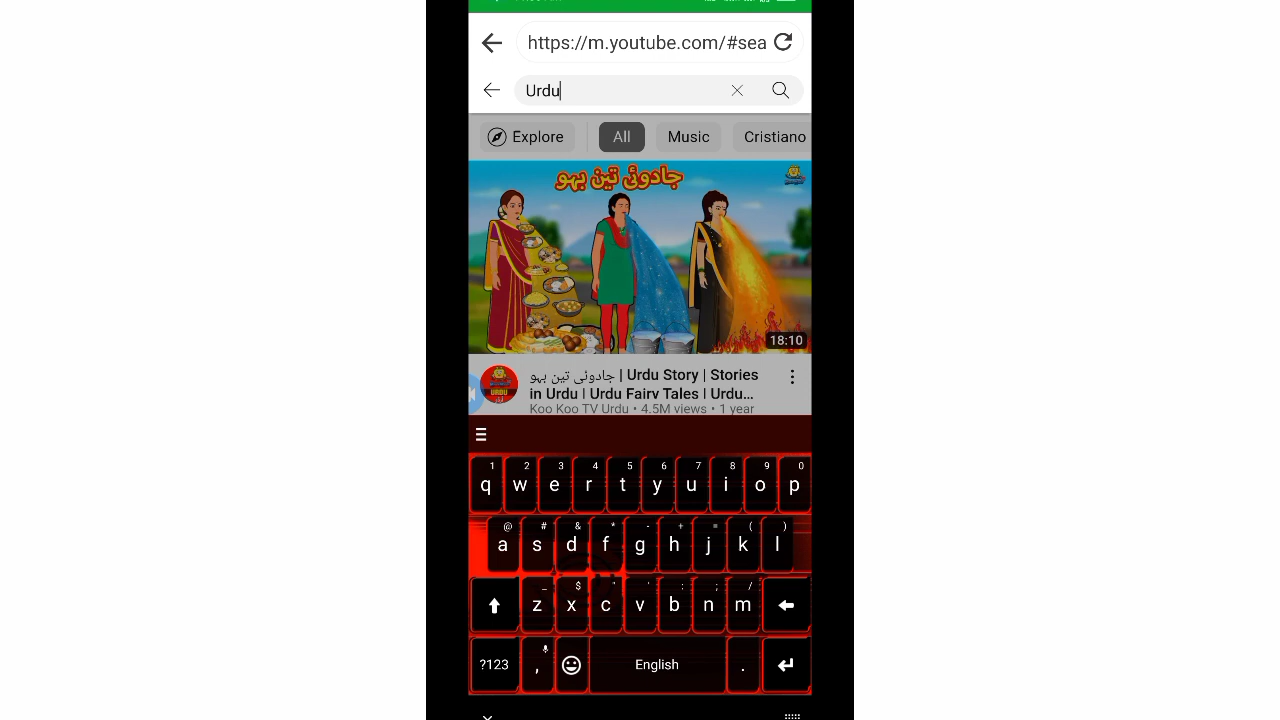 https://m.youtube.com/#sea
Urdu
Explore
All
Music
Cristiano
جادوئی تین بہو
18:10
جادوئی تین بہو | Urdu Story | Stories
in Urdu | Urdu Fairy Tales | Urdu...
Koo Koo TV Urdu • 4.5M views • 1 year
URDU
1 2 3 4 5 6 7 8 9 0
q w e r t y u i o p
@ # & * - + = ( )
a s d f g h j k l
_ $ " ' : ; /
z x c v b n m
?123 , English .